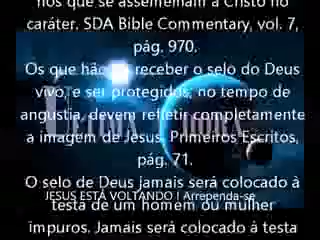 nos que se assemelham a Cristo no
caráter. SDA Bible Commentary, vol. 7,
pág. 970.
Os que hão de receber o selo do Deus
vivo, e ser protegidos, no tempo de
angustia, devem refletir completamente
a imagem de Jesus. Primeiros Escritos,
pág. 71.
O selo de Deus jamais será colocado à
JESUS ESTÁ VOLTANDO ! Arrependa-se
testa de um homem ou mulher
impuros. Jamais será colocado à testa